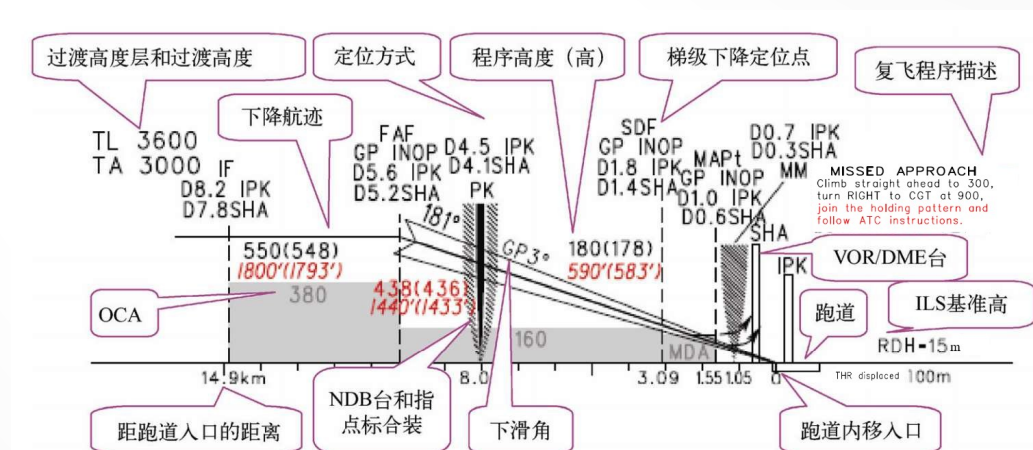 过渡高度层和过渡高度
定位方式
程序高度（高）
梯级下降定位点
复飞程序描述
下降航迹
TL 3600
TA 3000
IF
D8.2 IPK
D7.8SHA
FAF
GP INOP
D5.6 IPK
D5.2SHA
D4.5 IPK
D4.1SHA
PK
SDF
GP INOP
D1.8 IPK
D1.4SHA
MAPt
GP INOP
D1.0 IPK
D0.6SHA
D0.7 IPK
D0.3SHA
MM
MISSED APPROACH
Climb straight ahead to 300,
turn RIGHT to CGT at 900,
join the holding pattern and
follow ATC instructions.
181°
GP3°
SHA
IPK
VOR/DME台
550(548)
1800'(1793')
380
438(436)
1440'(1433')
180(178)
590'(583')
OCA
160
MDA
跑道
ILS基准高
RDH=15m
14.9km
8.0
3.09
1.55
1.05
0
THR displaced 100m
距跑道入口的距离
NDB台和指
点标合装
下滑角
跑道内移入口